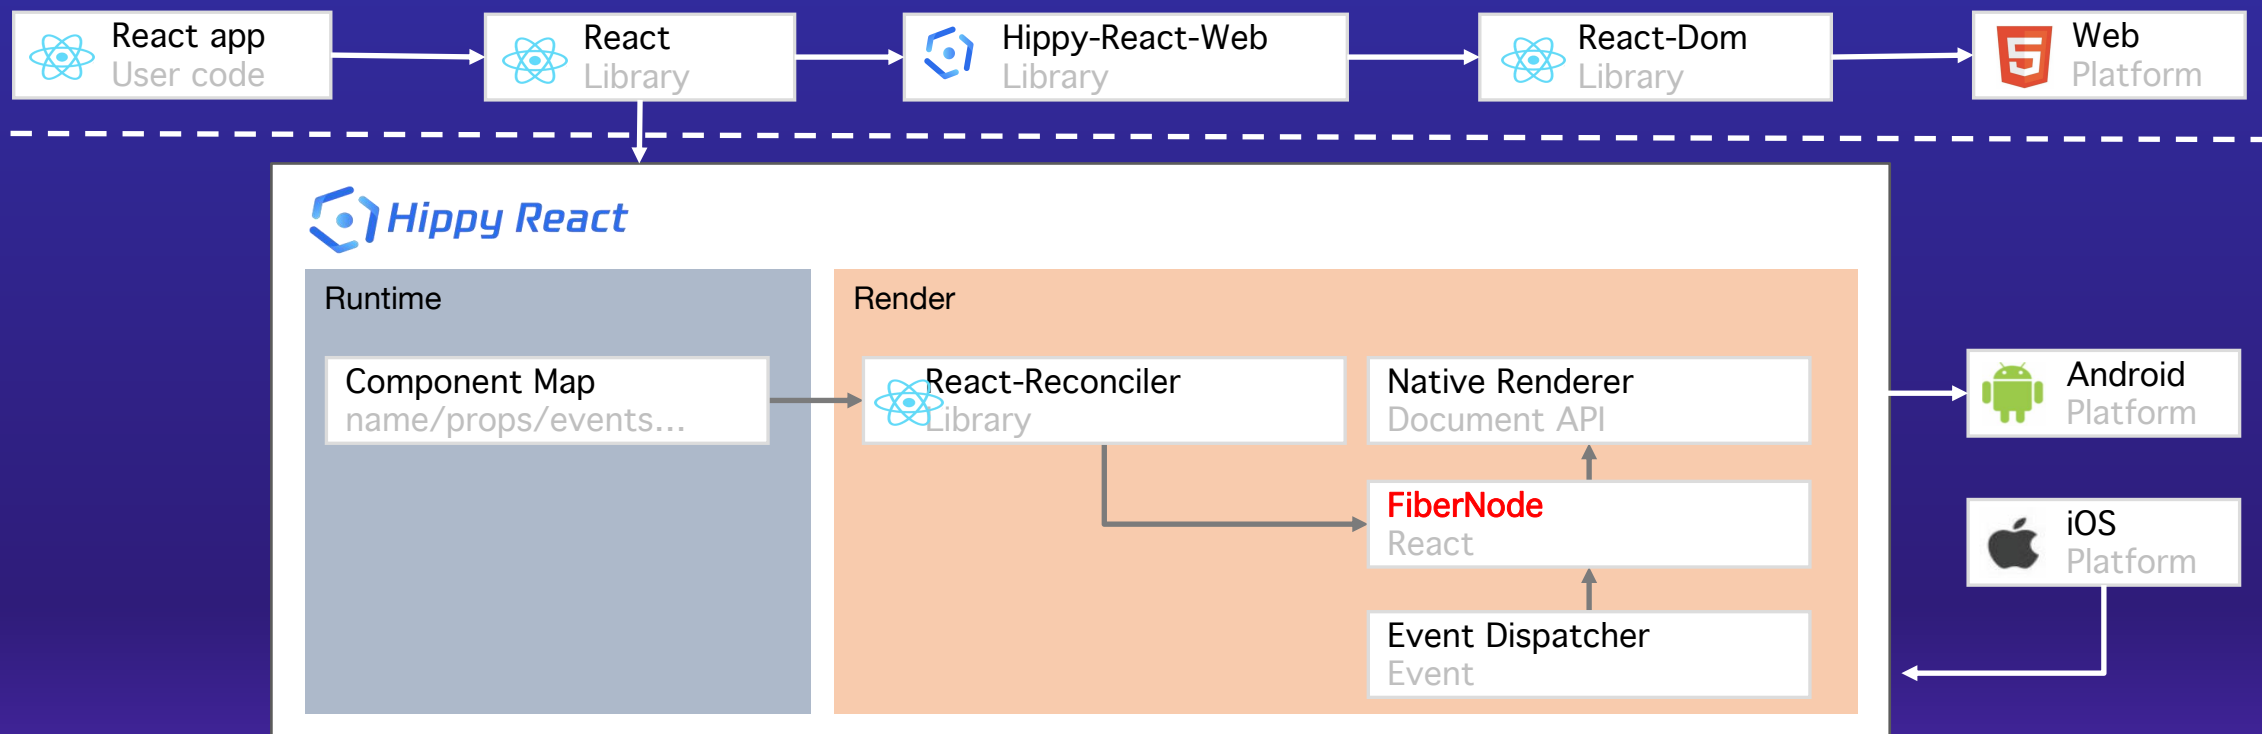 React app
User code
React
Library
Hippy-React-Web
Library
React-Dom
Library
Web
Platform
Hippy React
Runtime
Component Map
name/props/events...
Render
React-Reconciler
Library
Native Renderer
Document API
FiberNode
React
Event Dispatcher
Event
Android
Platform
iOS
Platform